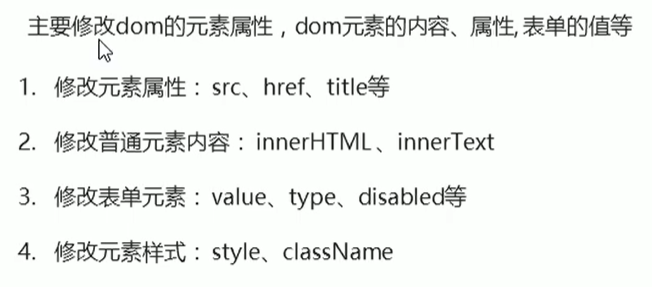 主要修改dom的元素属性，dom元素的内容、属性, 表单的值等
1. 修改元素属性：src、href、title等
2. 修改普通元素内容：innerHTML、innerText
3. 修改表单元素：value、type、disabled等
4. 修改元素样式：style、className